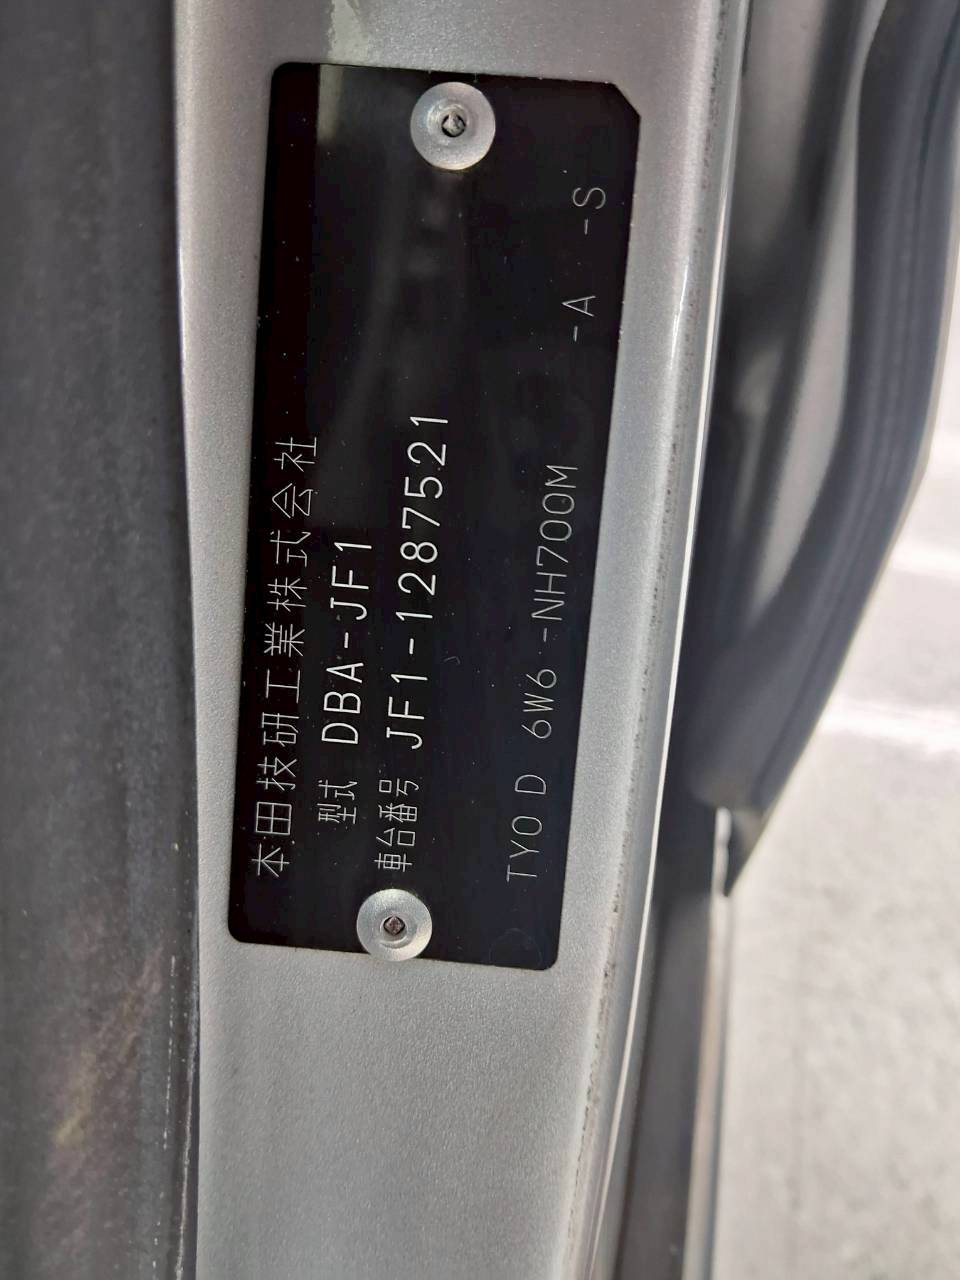 本田技研工業株式会社
型式 DBA-JF1
車台番号 JF1-1287521
TY0D 6W6 -NH700M -A -S